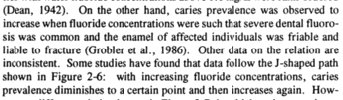 (Dean, 1942). On the other hand, caries prevalence was observed to
increase when fluoride concentrations were such that severe dental fluoro-
sis was common and the enamel of affected individuals was friable and
liable to fracture (Grobler et al., 1986). Other data on the relation are
inconsistent. Some studies have found that data follow the J-shaped path
shown in Figure 2-6: with increasing fluoride concentrations, caries
prevalence diminishes to a certain point and then increases again. How-